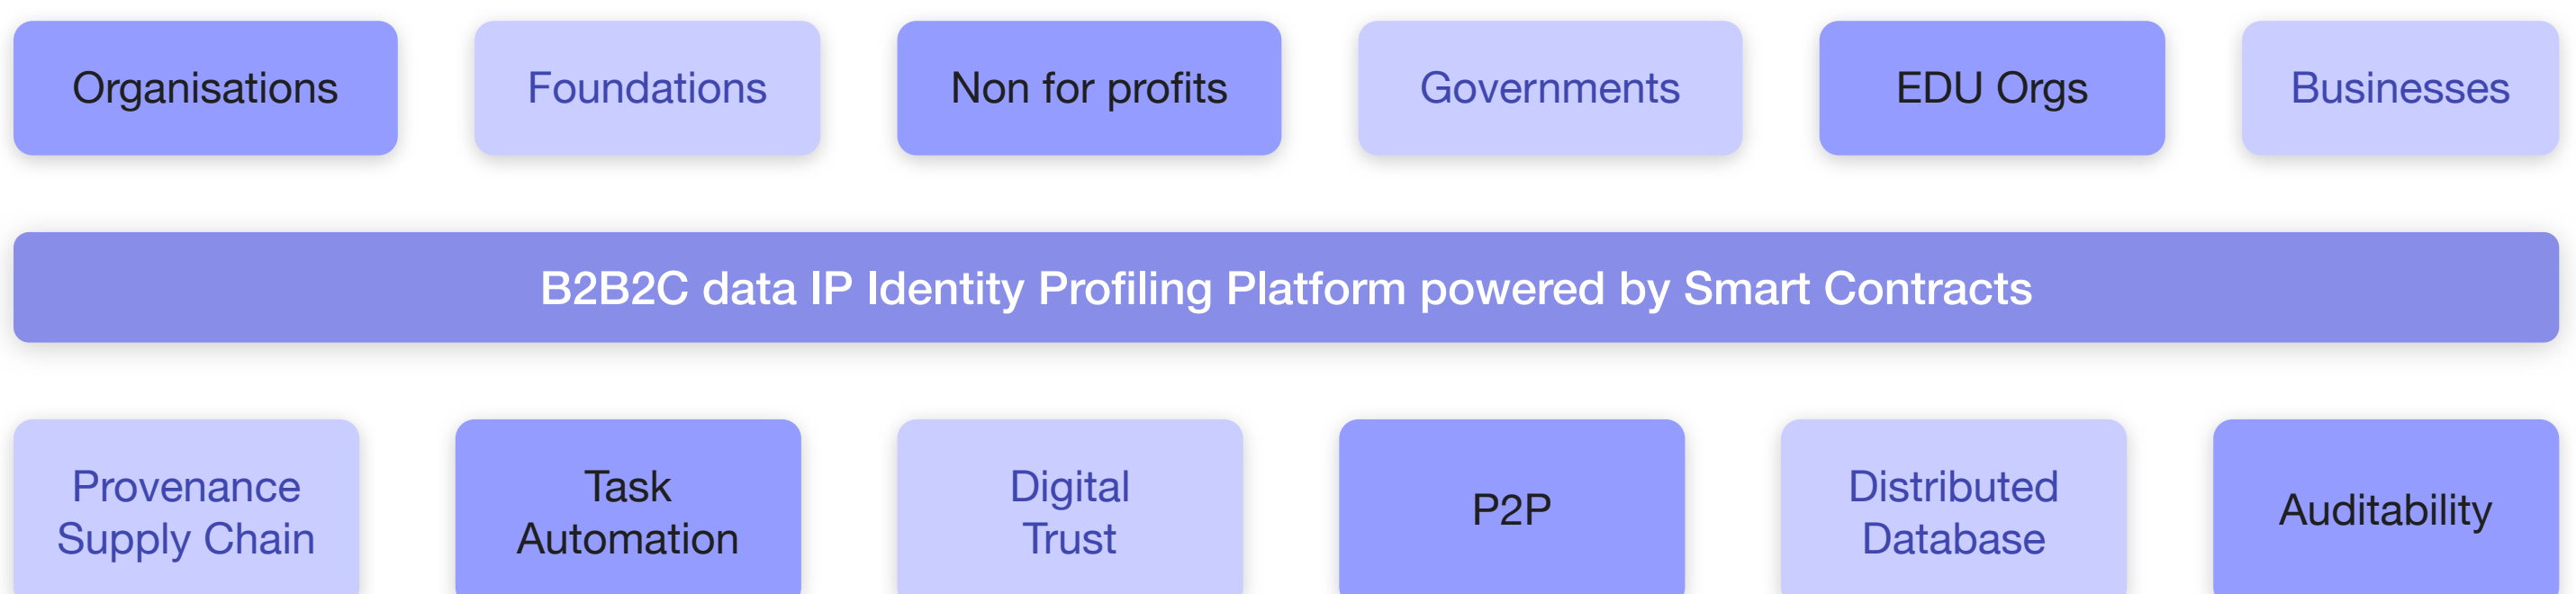 Organisations
Foundations
Non for profits
Governments
EDU Orgs
Businesses
B2B2C data IP Identity Profiling Platform powered by Smart Contracts
Provenance
Supply Chain
Task
Automation
Digital
Trust
P2P
Distributed
Database
Auditability